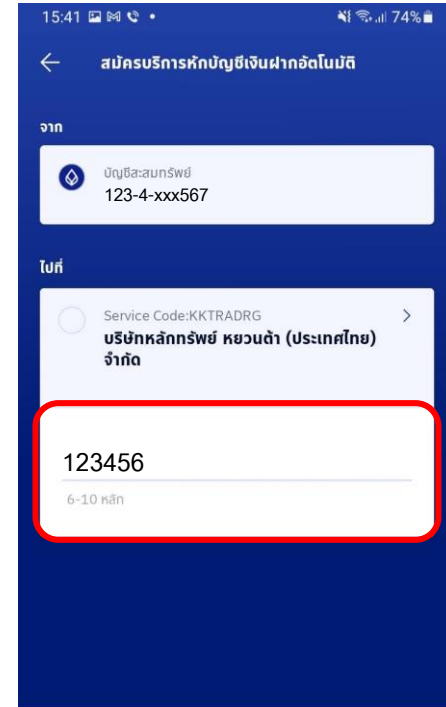 15:41 74%
สมัครบริการหักบัญชีเงินฝากอัตโนมัติ
จาก
บัญชีสะสมทรัพย์
123-4-xxx567
ไปที่
Service Code:KKTRADRG
บริษัทหลักทรัพย์ หยวนต้า (ประเทศไทย)
จำกัด
123456
6-10 หลัก